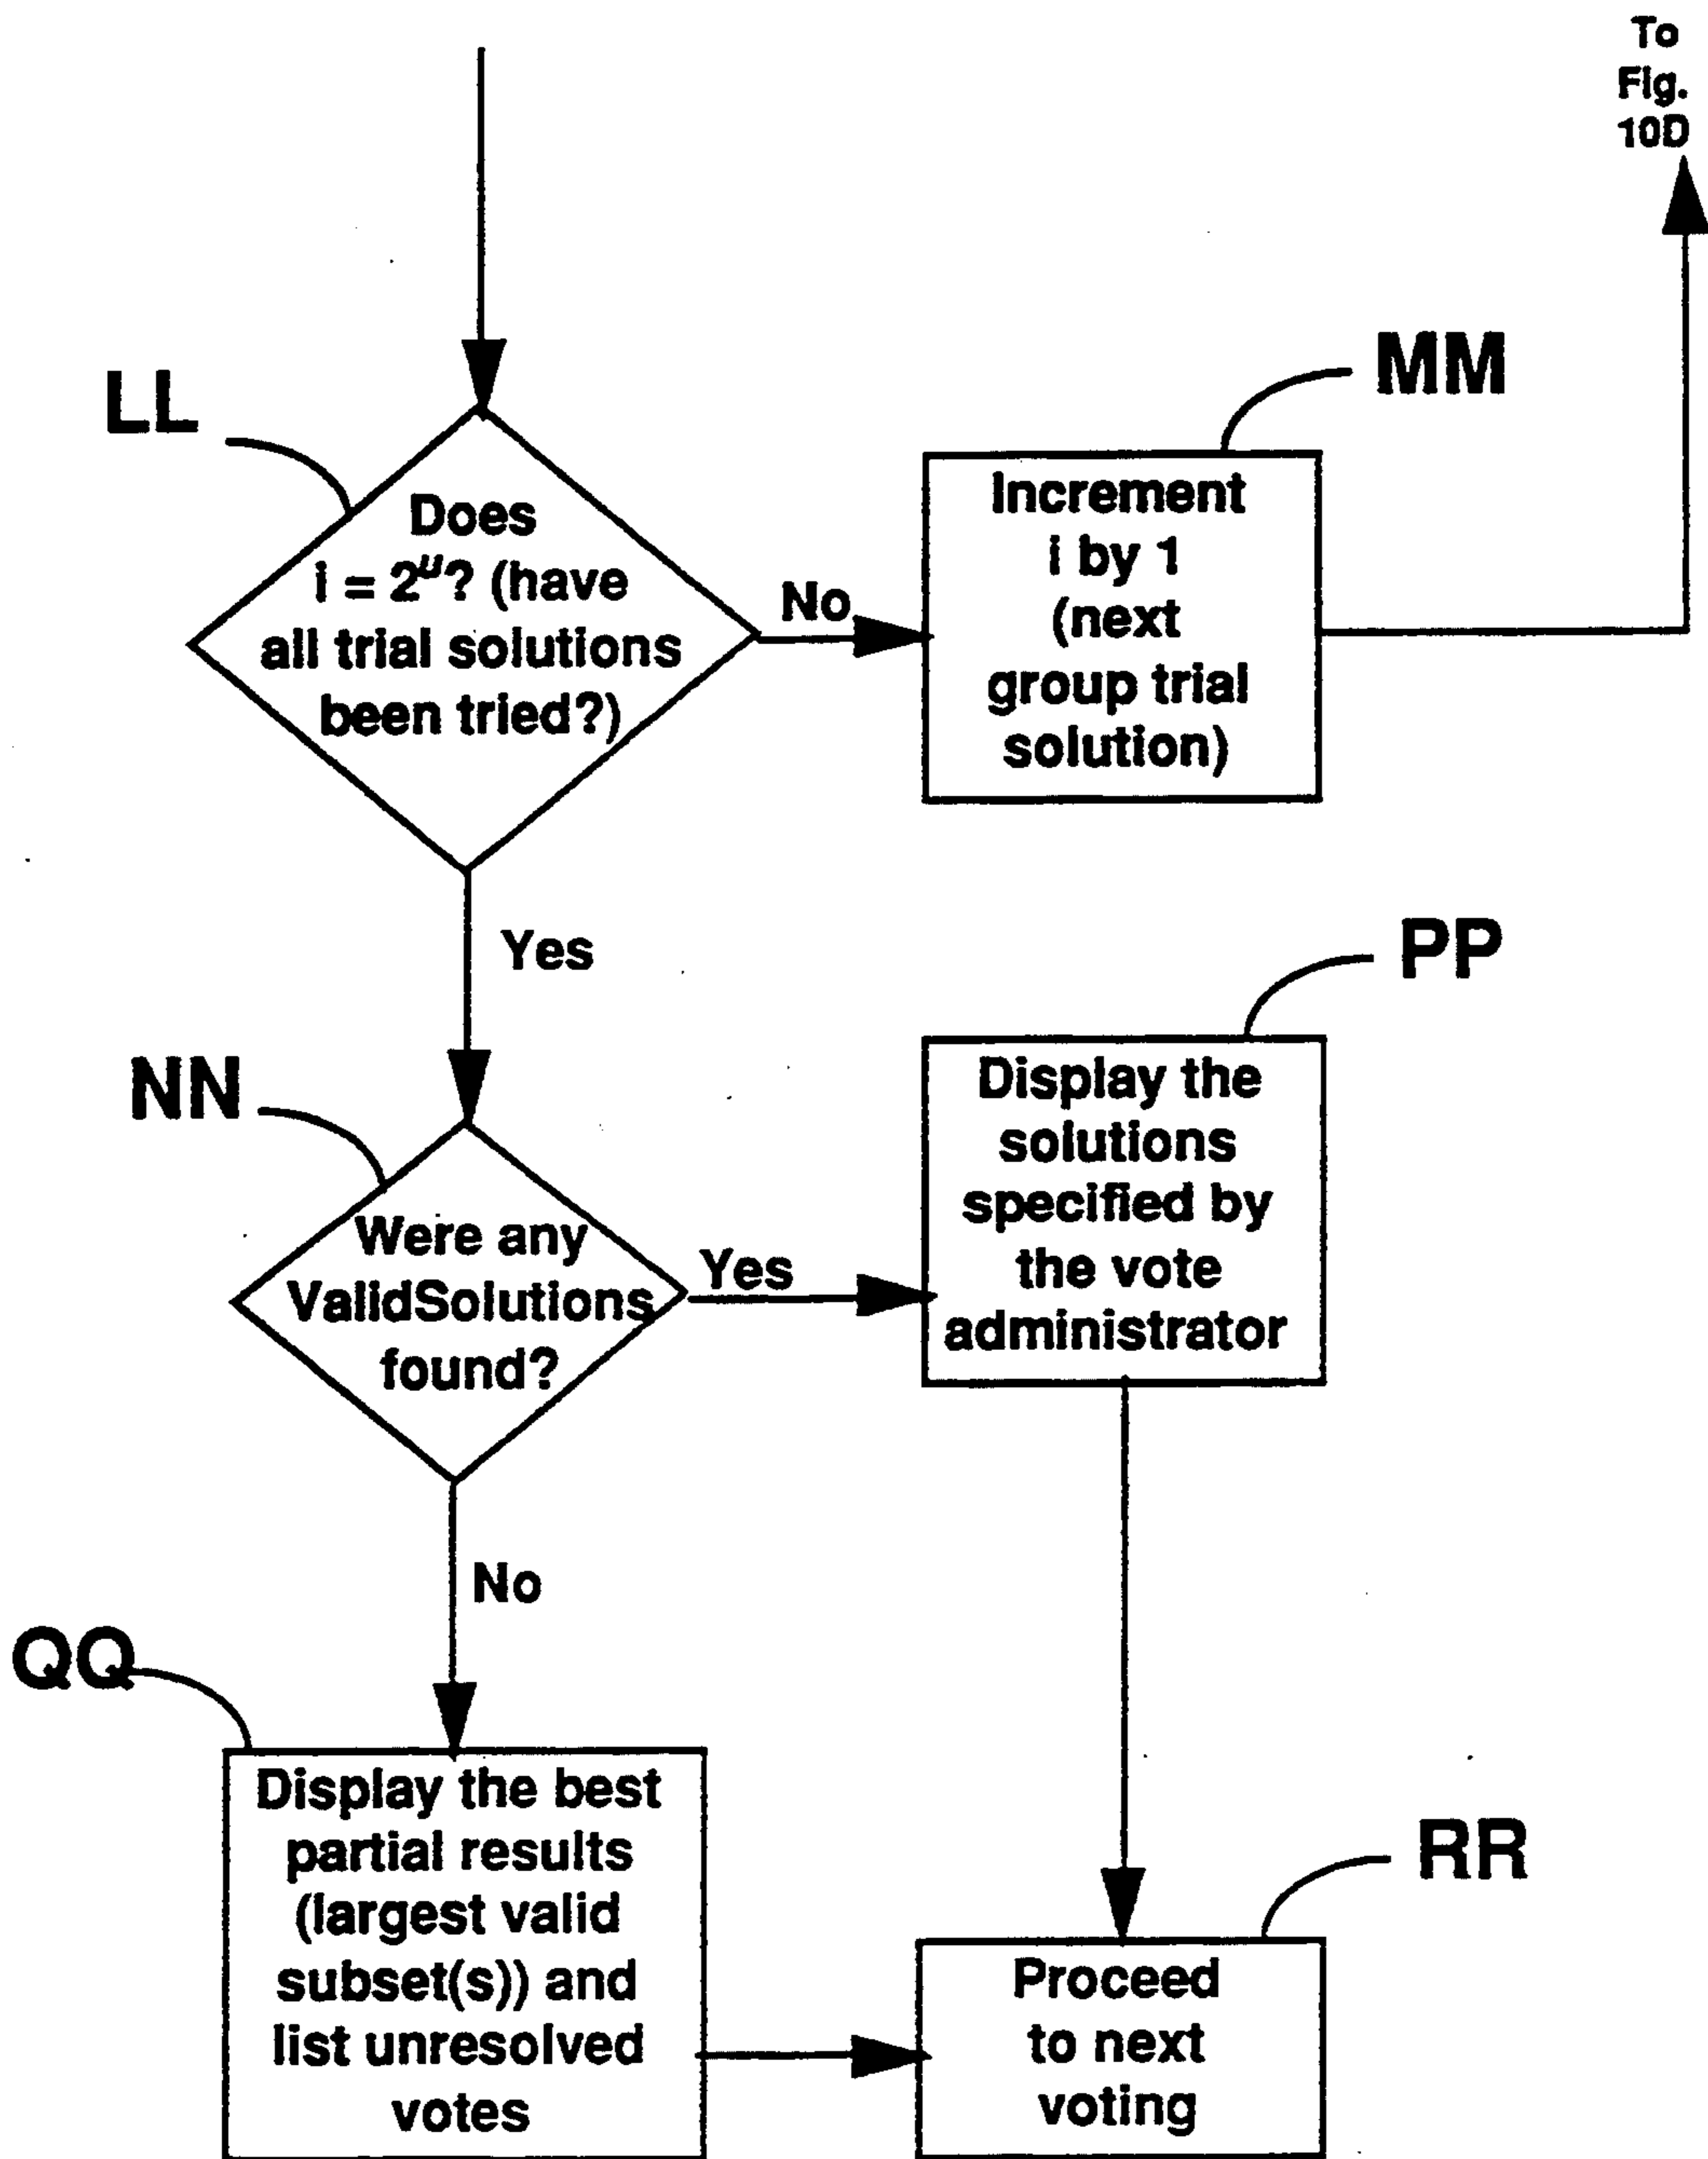 To
Fig.
10D
LL
MM
Does
i = 2^µ? (have
all trial solutions
been tried?)
No
Increment
i by 1
(next
group trial
solution)
Yes
PP
NN
Were any
ValidSolutions
found?
Yes
Display the
solutions
specified by
the vote
administrator
No
QQ
Display the best
partial results
(largest valid
subset(s)) and
list unresolved
votes
RR
Proceed
to next
voting